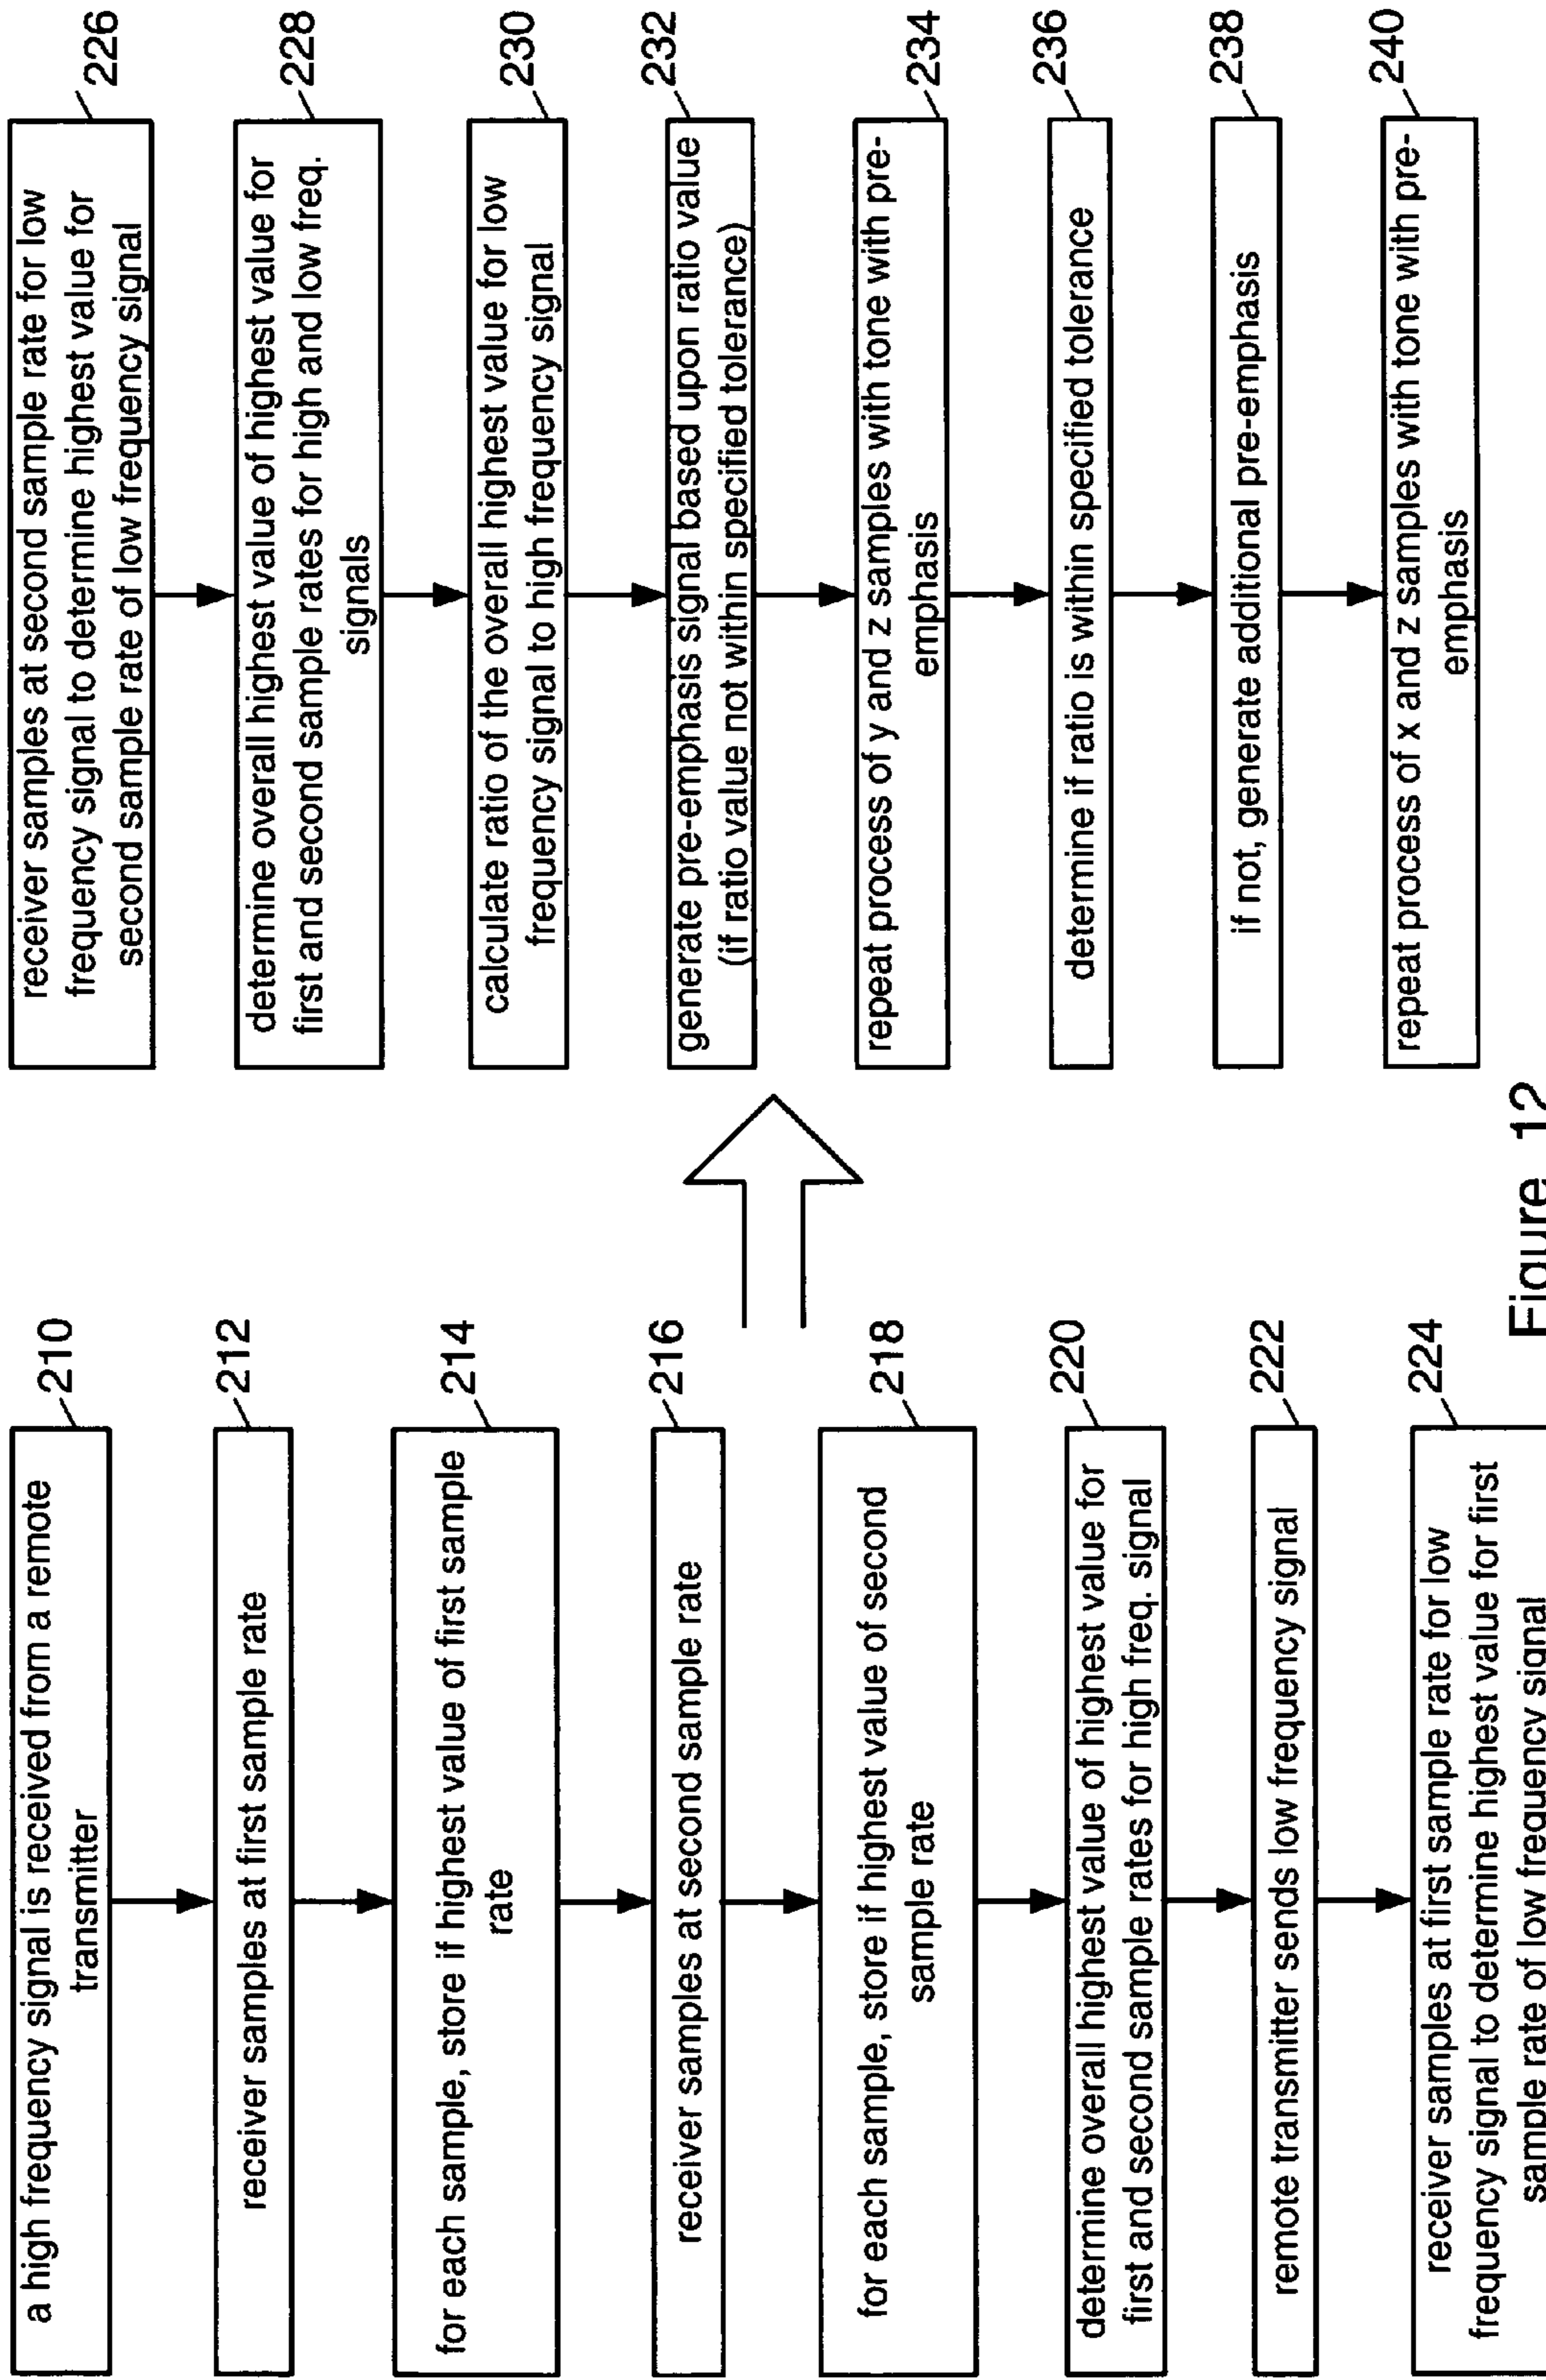 a high frequency signal is received from a remote
transmitter
210
receiver samples at first sample rate
212
for each sample, store if highest value of first sample
rate
214
receiver samples at second sample rate
216
for each sample, store if highest value of second
sample rate
218
determine overall highest value of highest value for
first and second sample rates for high freq. signal
220
remote transmitter sends low frequency signal
222
receiver samples at first sample rate for low
frequency signal to determine highest value for first
sample rate of low frequency signal
224
receiver samples at second sample rate for low
frequency signal to determine highest value for
second sample rate of low frequency signal
226
determine overall highest value of highest value for
first and second sample rates for high and low freq.
signals
228
calculate ratio of the overall highest value for low
frequency signal to high frequency signal
230
generate pre-emphasis signal based upon ratio value
(if ratio value not within specified tolerance)
232
repeat process of y and z samples with tone with pre-
emphasis
234
determine if ratio is within specified tolerance
236
if not, generate additional pre-emphasis
238
repeat process of x and z samples with tone with pre-
emphasis
240
Figure 12